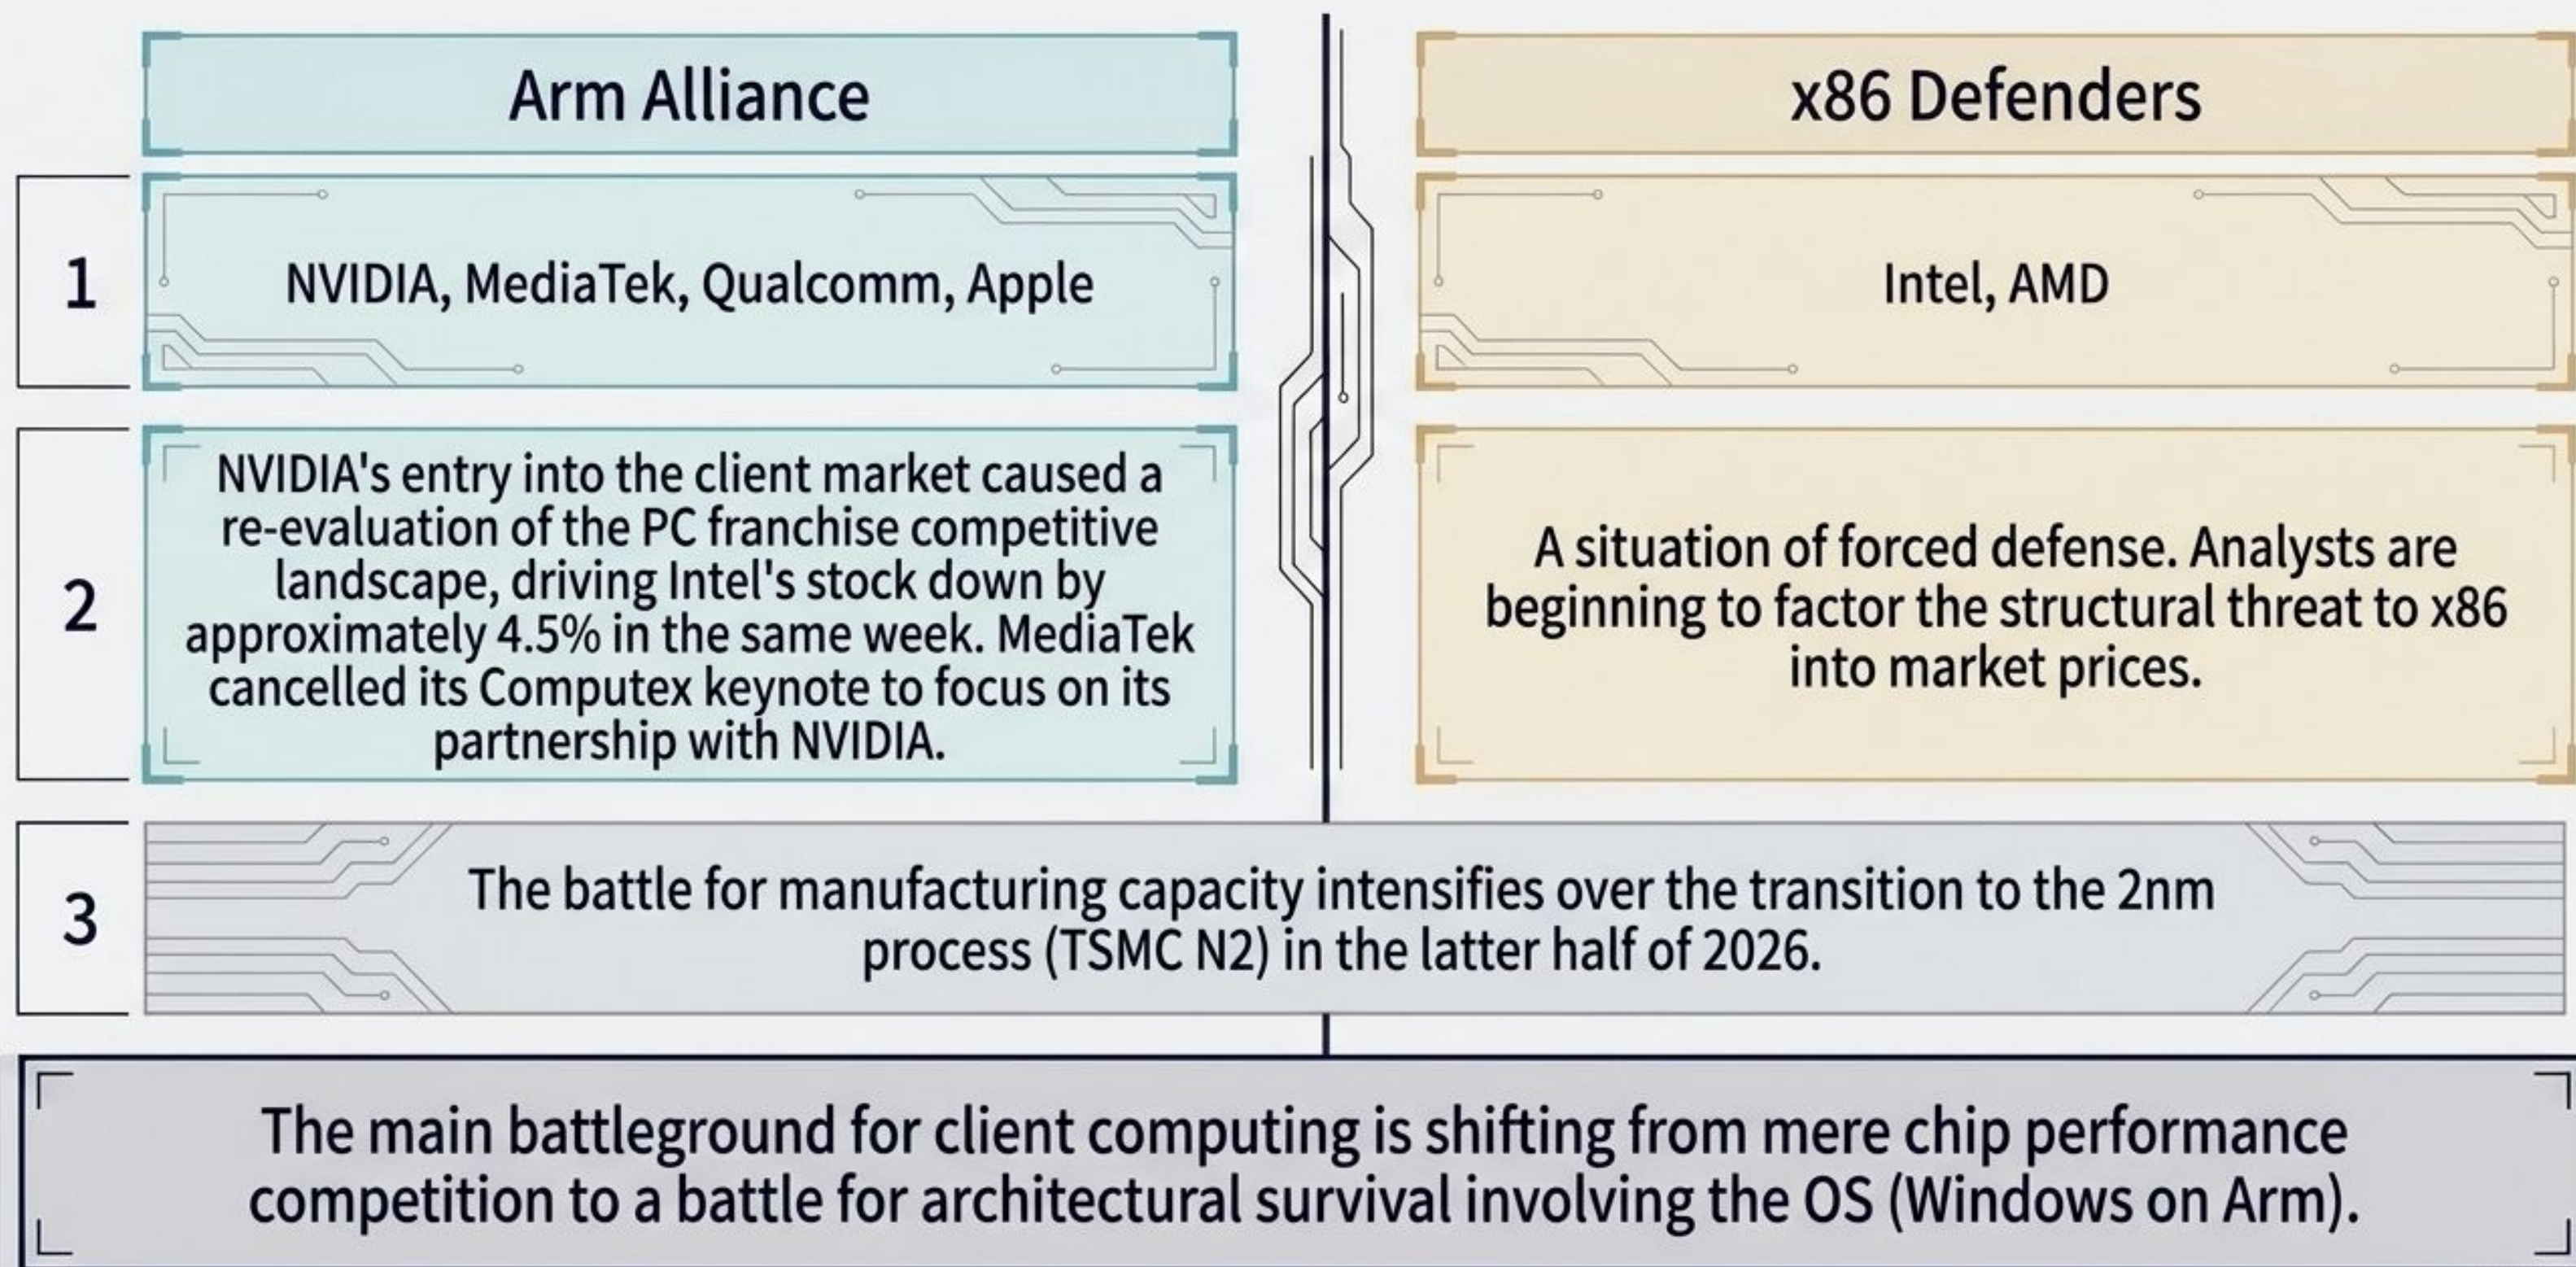 Arm Alliance
x86 Defenders
1
NVIDIA, MediaTek, Qualcomm, Apple
Intel, AMD
2
NVIDIA's entry into the client market caused a
re-evaluation of the PC franchise competitive
landscape, driving Intel's stock down by
approximately 4.5% in the same week. MediaTek
cancelled its Computex keynote to focus on its
partnership with NVIDIA.
A situation of forced defense. Analysts are
beginning to factor the structural threat to x86
into market prices.
3
The battle for manufacturing capacity intensifies over the transition to the 2nm
process (TSMC N2) in the latter half of 2026.
The main battleground for client computing is shifting from mere chip performance
competition to a battle for architectural survival involving the OS (Windows on Arm).